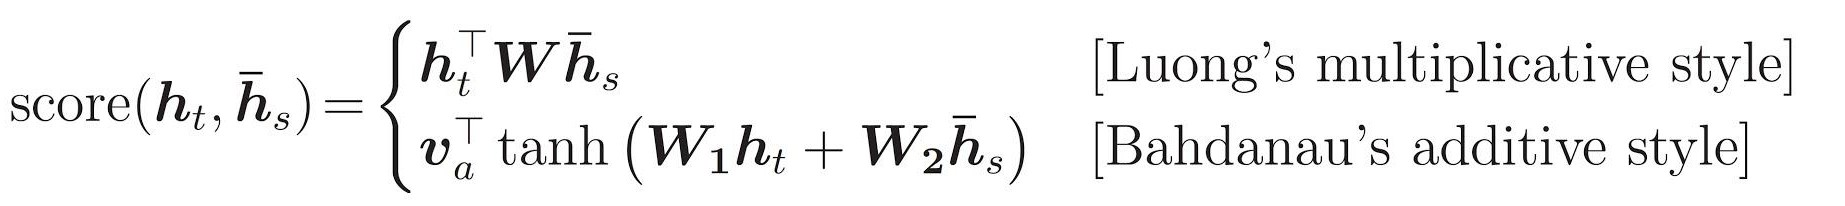 score(h_t, h̄_s) = { h_t^⊤ W h̄_s [Luong's multiplicative style]
v_a^⊤ tanh (W_1 h_t + W_2 h̄_s) [Bahdanau's additive style]